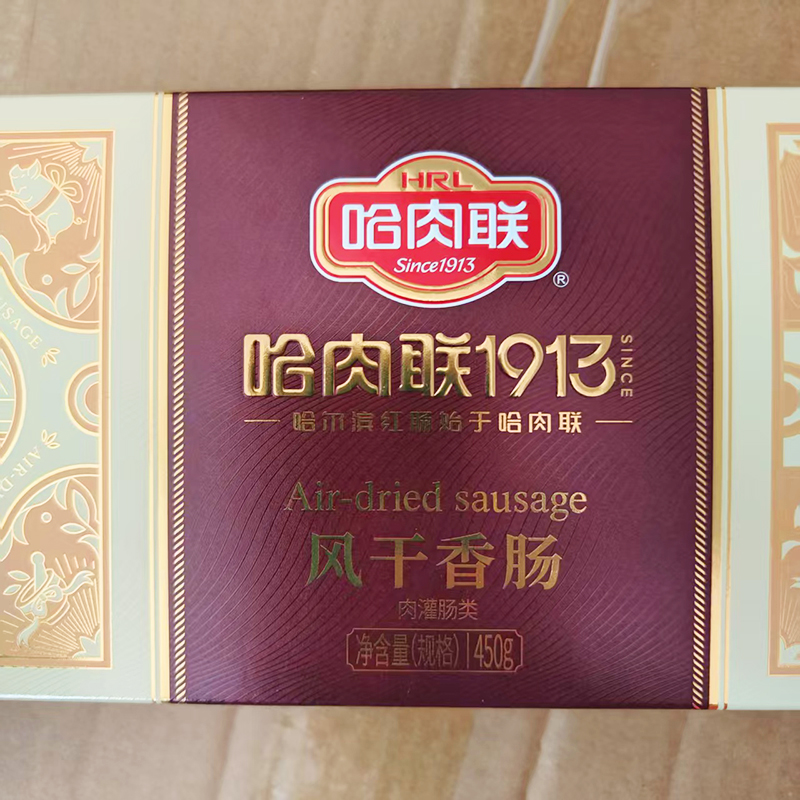 HRL
哈肉联
Since1913
®
哈肉联1913 SINCE
哈尔滨红肠始于哈肉联
Air-dried sausage
风干香肠
肉灌肠类
净含量(规格) 450g
SAUSAGE